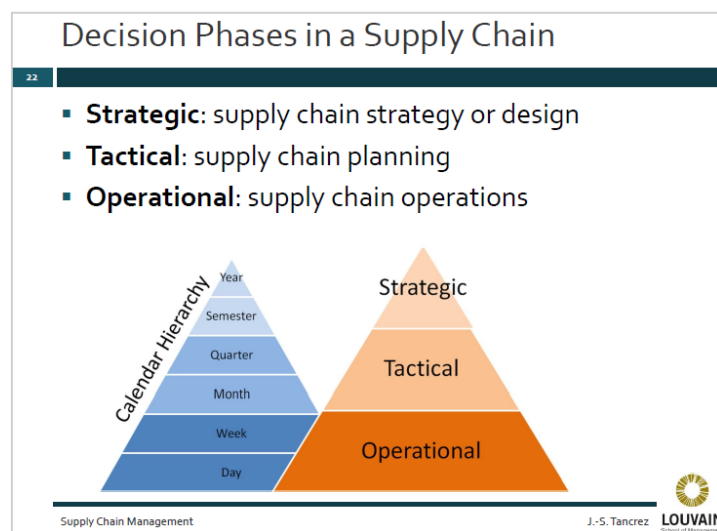 Decision Phases in a Supply Chain
22
▪ Strategic: supply chain strategy or design
▪ Tactical: supply chain planning
▪ Operational: supply chain operations
Calendar Hierarchy
Year
Semester
Quarter
Month
Week
Day
Strategic
Tactical
Operational
Supply Chain Management
J.-S. Tancrez
LOUVAIN